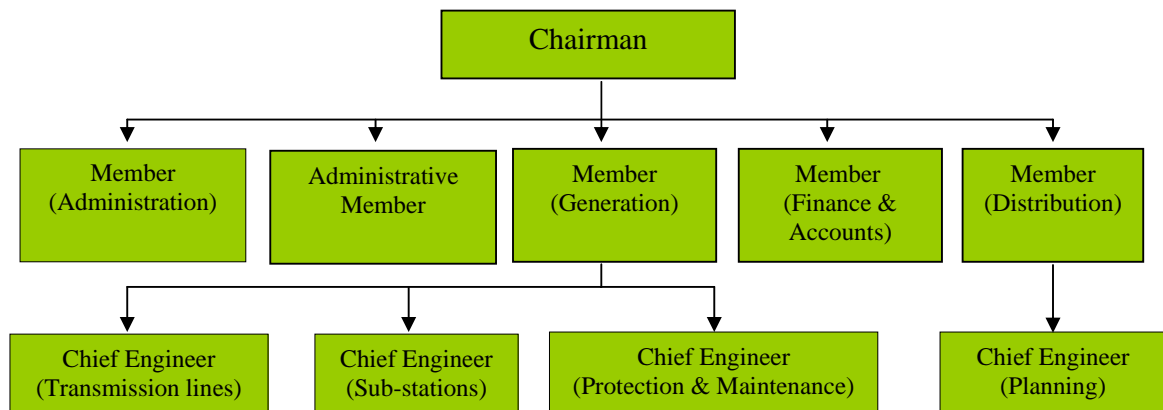 Chairman
Member
(Administration)
Administrative
Member
Member
(Generation)
Member
(Finance &
Accounts)
Member
(Distribution)
Chief Engineer
(Transmission lines)
Chief Engineer
(Sub-stations)
Chief Engineer
(Protection & Maintenance)
Chief Engineer
(Planning)